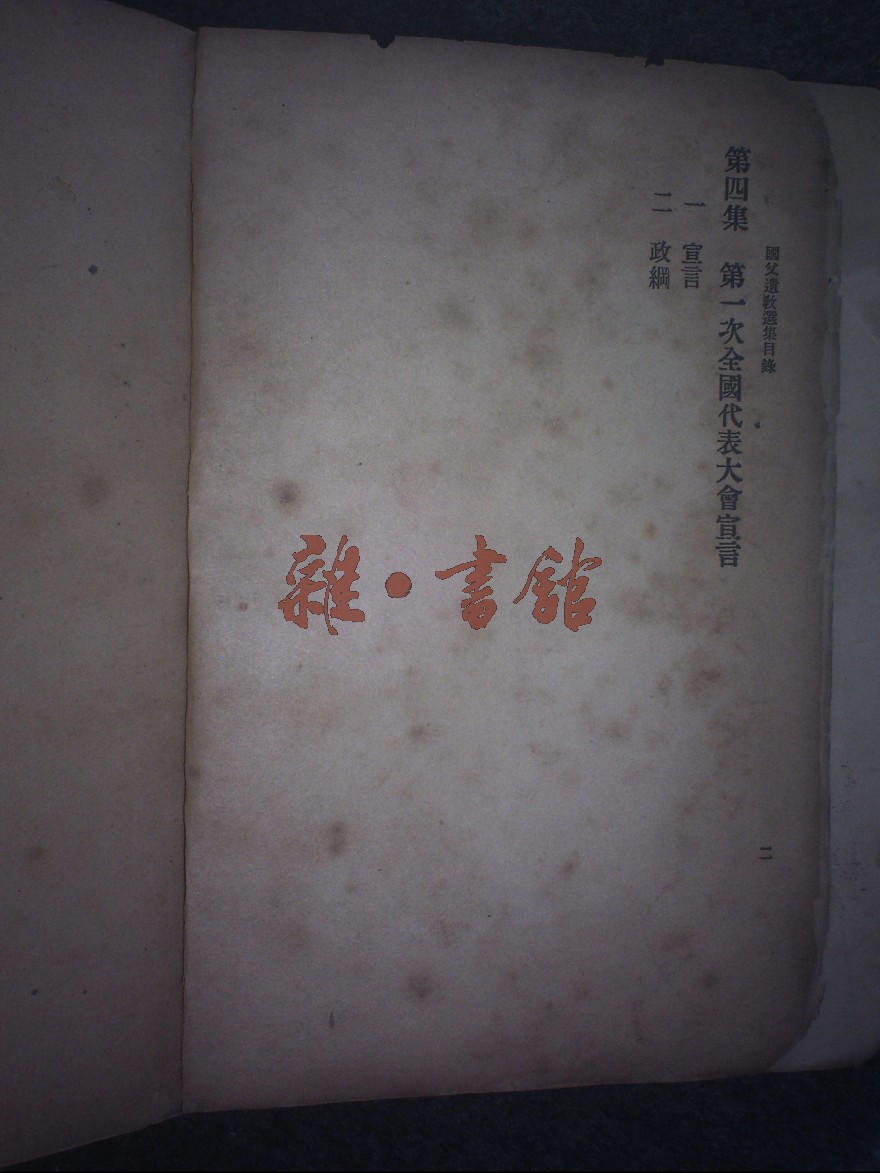 國父遺教選集目錄
二
第四集　第一次全國代表大會宣言
一　宣言
二　政綱
雜·書館